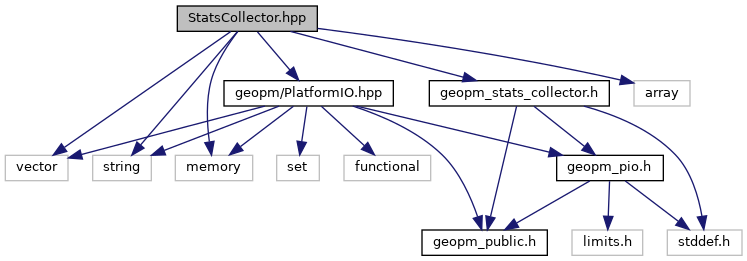 StatsCollector.hpp
geopm/PlatformIO.hpp
geopm_stats_collector.h
array
vector
string
memory
set
functional
geopm_pio.h
geopm_public.h
limits.h
stddef.h